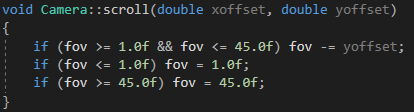 void Camera::scroll(double xoffset, double yoffset)
{
if (fov >= 1.0f && fov <= 45.0f) fov -= yoffset;
if (fov <= 1.0f) fov = 1.0f;
if (fov >= 45.0f) fov = 45.0f;
}